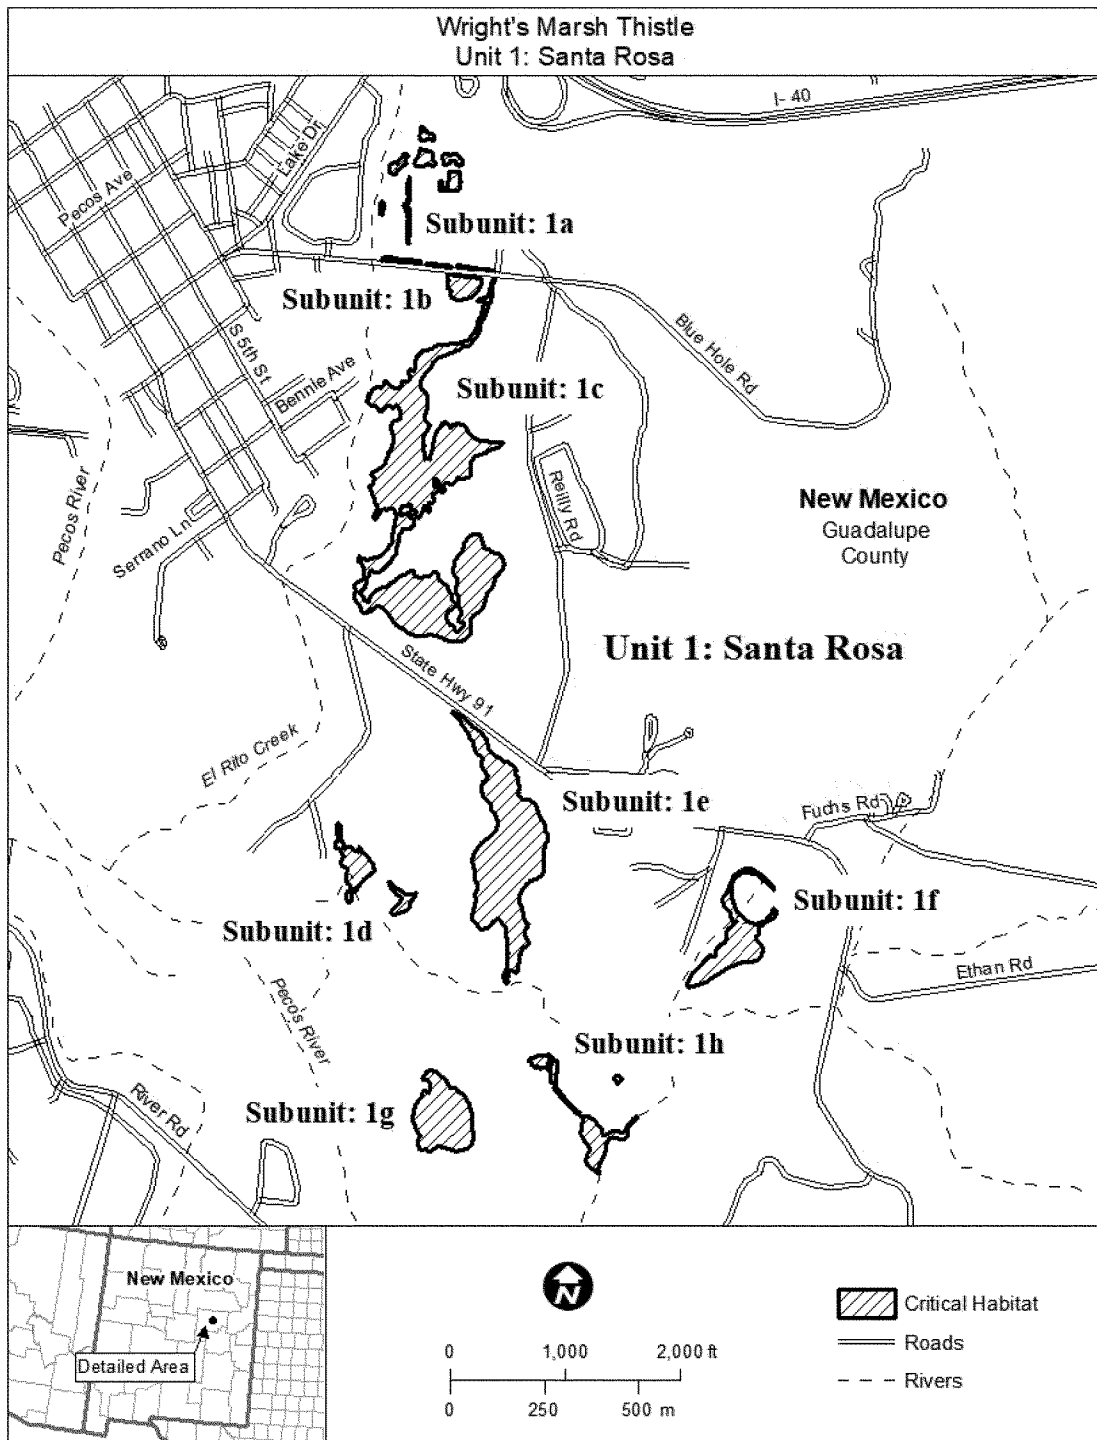 Wright's Marsh Thistle
Unit 1: Santa Rosa
I- 40
Lake Dr
Pecos Ave
Subunit: 1a
Subunit: 1b
Blue Hole Rd
S 5th St
Bennie Ave
Subunit: 1c
Pecos River
Reilly Rd
New Mexico
Guadalupe
County
Serrano Ln
Unit 1: Santa Rosa
State Hwy 91
El Rito Creek
Subunit: 1e
Fuchs Rd
Subunit: 1f
Subunit: 1d
Ethan Rd
Pecos River
Subunit: 1h
River Rd
Subunit: 1g
New Mexico
Detailed Area
N
0 1,000 2,000 ft
0 250 500 m
Critical Habitat
Roads
Rivers